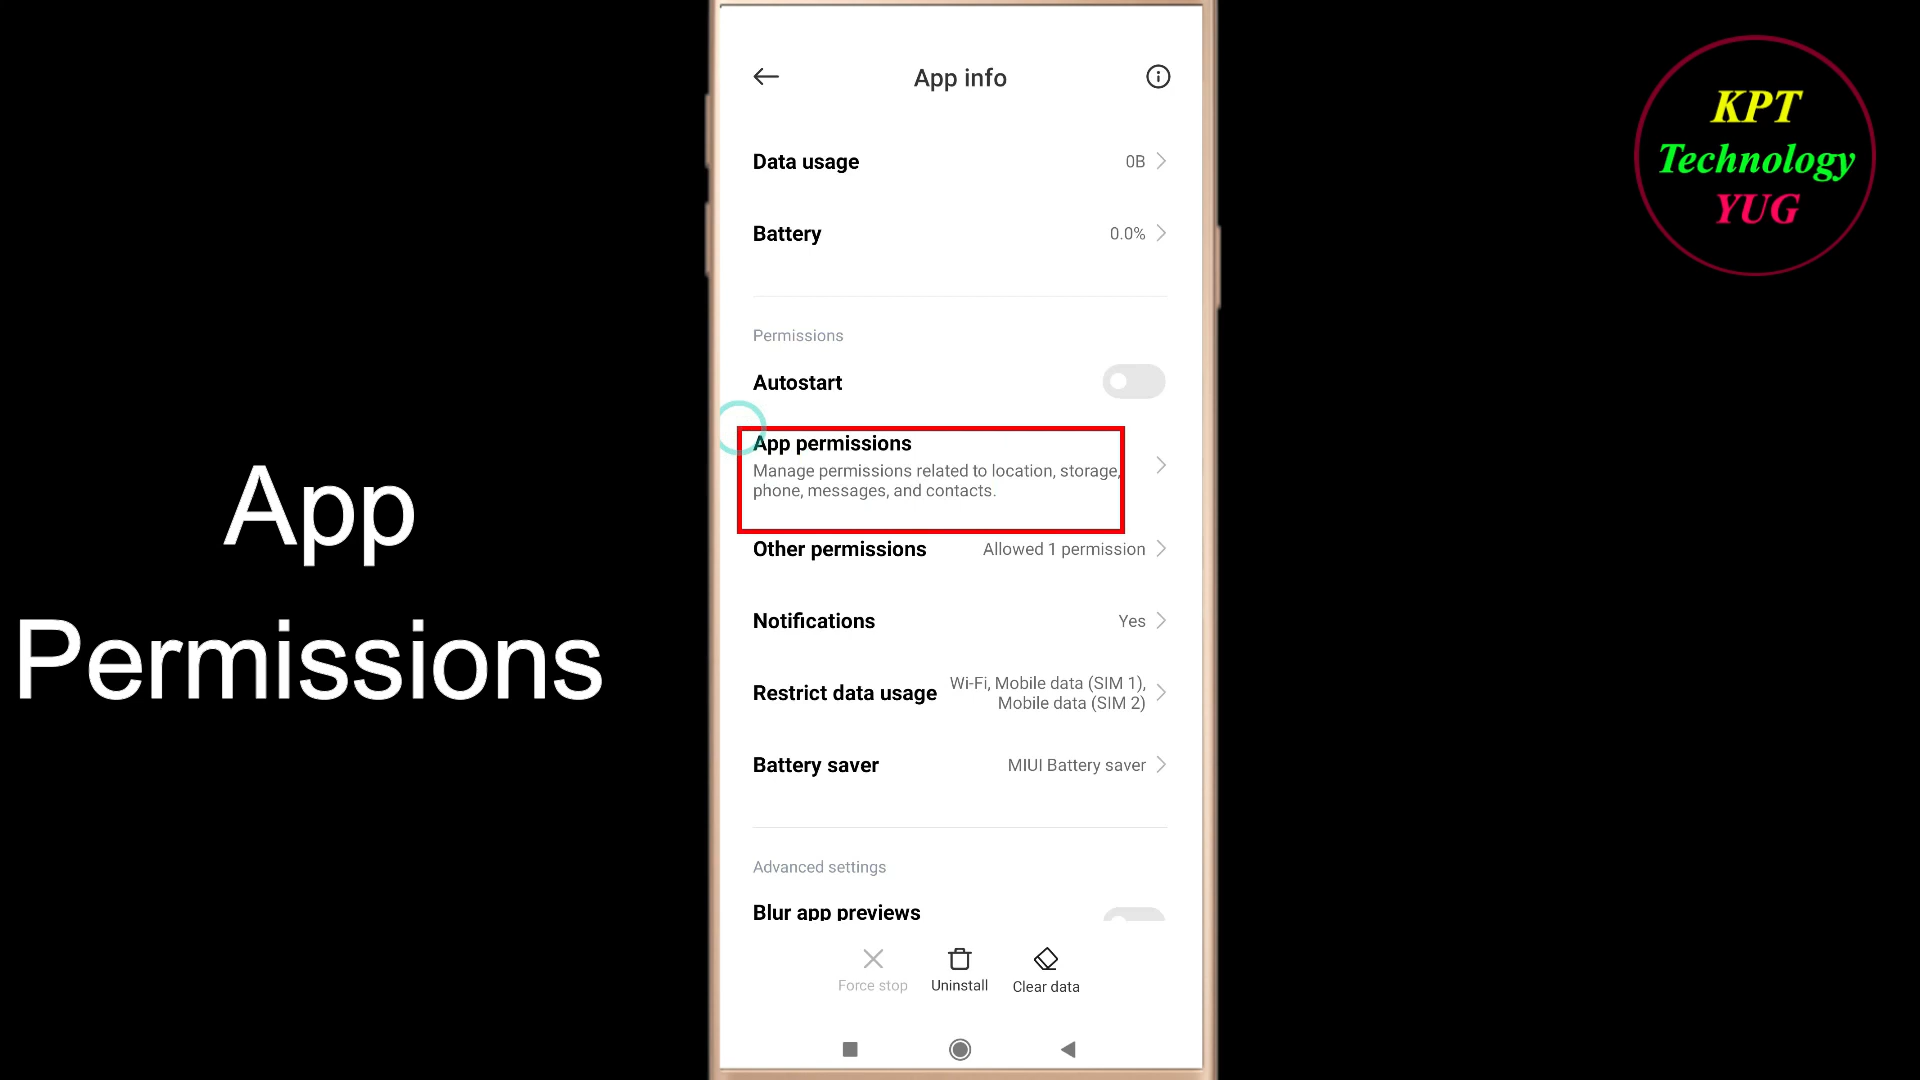 App
Permissions
App info
Data usage 0B
Battery 0.0%
Permissions
Autostart
App permissions
Manage permissions related to location, storage,
phone, messages, and contacts.
Other permissions Allowed 1 permission
Notifications Yes
Restrict data usage Wi-Fi, Mobile data (SIM 1),
Mobile data (SIM 2)
Battery saver MIUI Battery saver
Advanced settings
Blur app previews
Force stop Uninstall Clear data
KPT
Technology
YUG